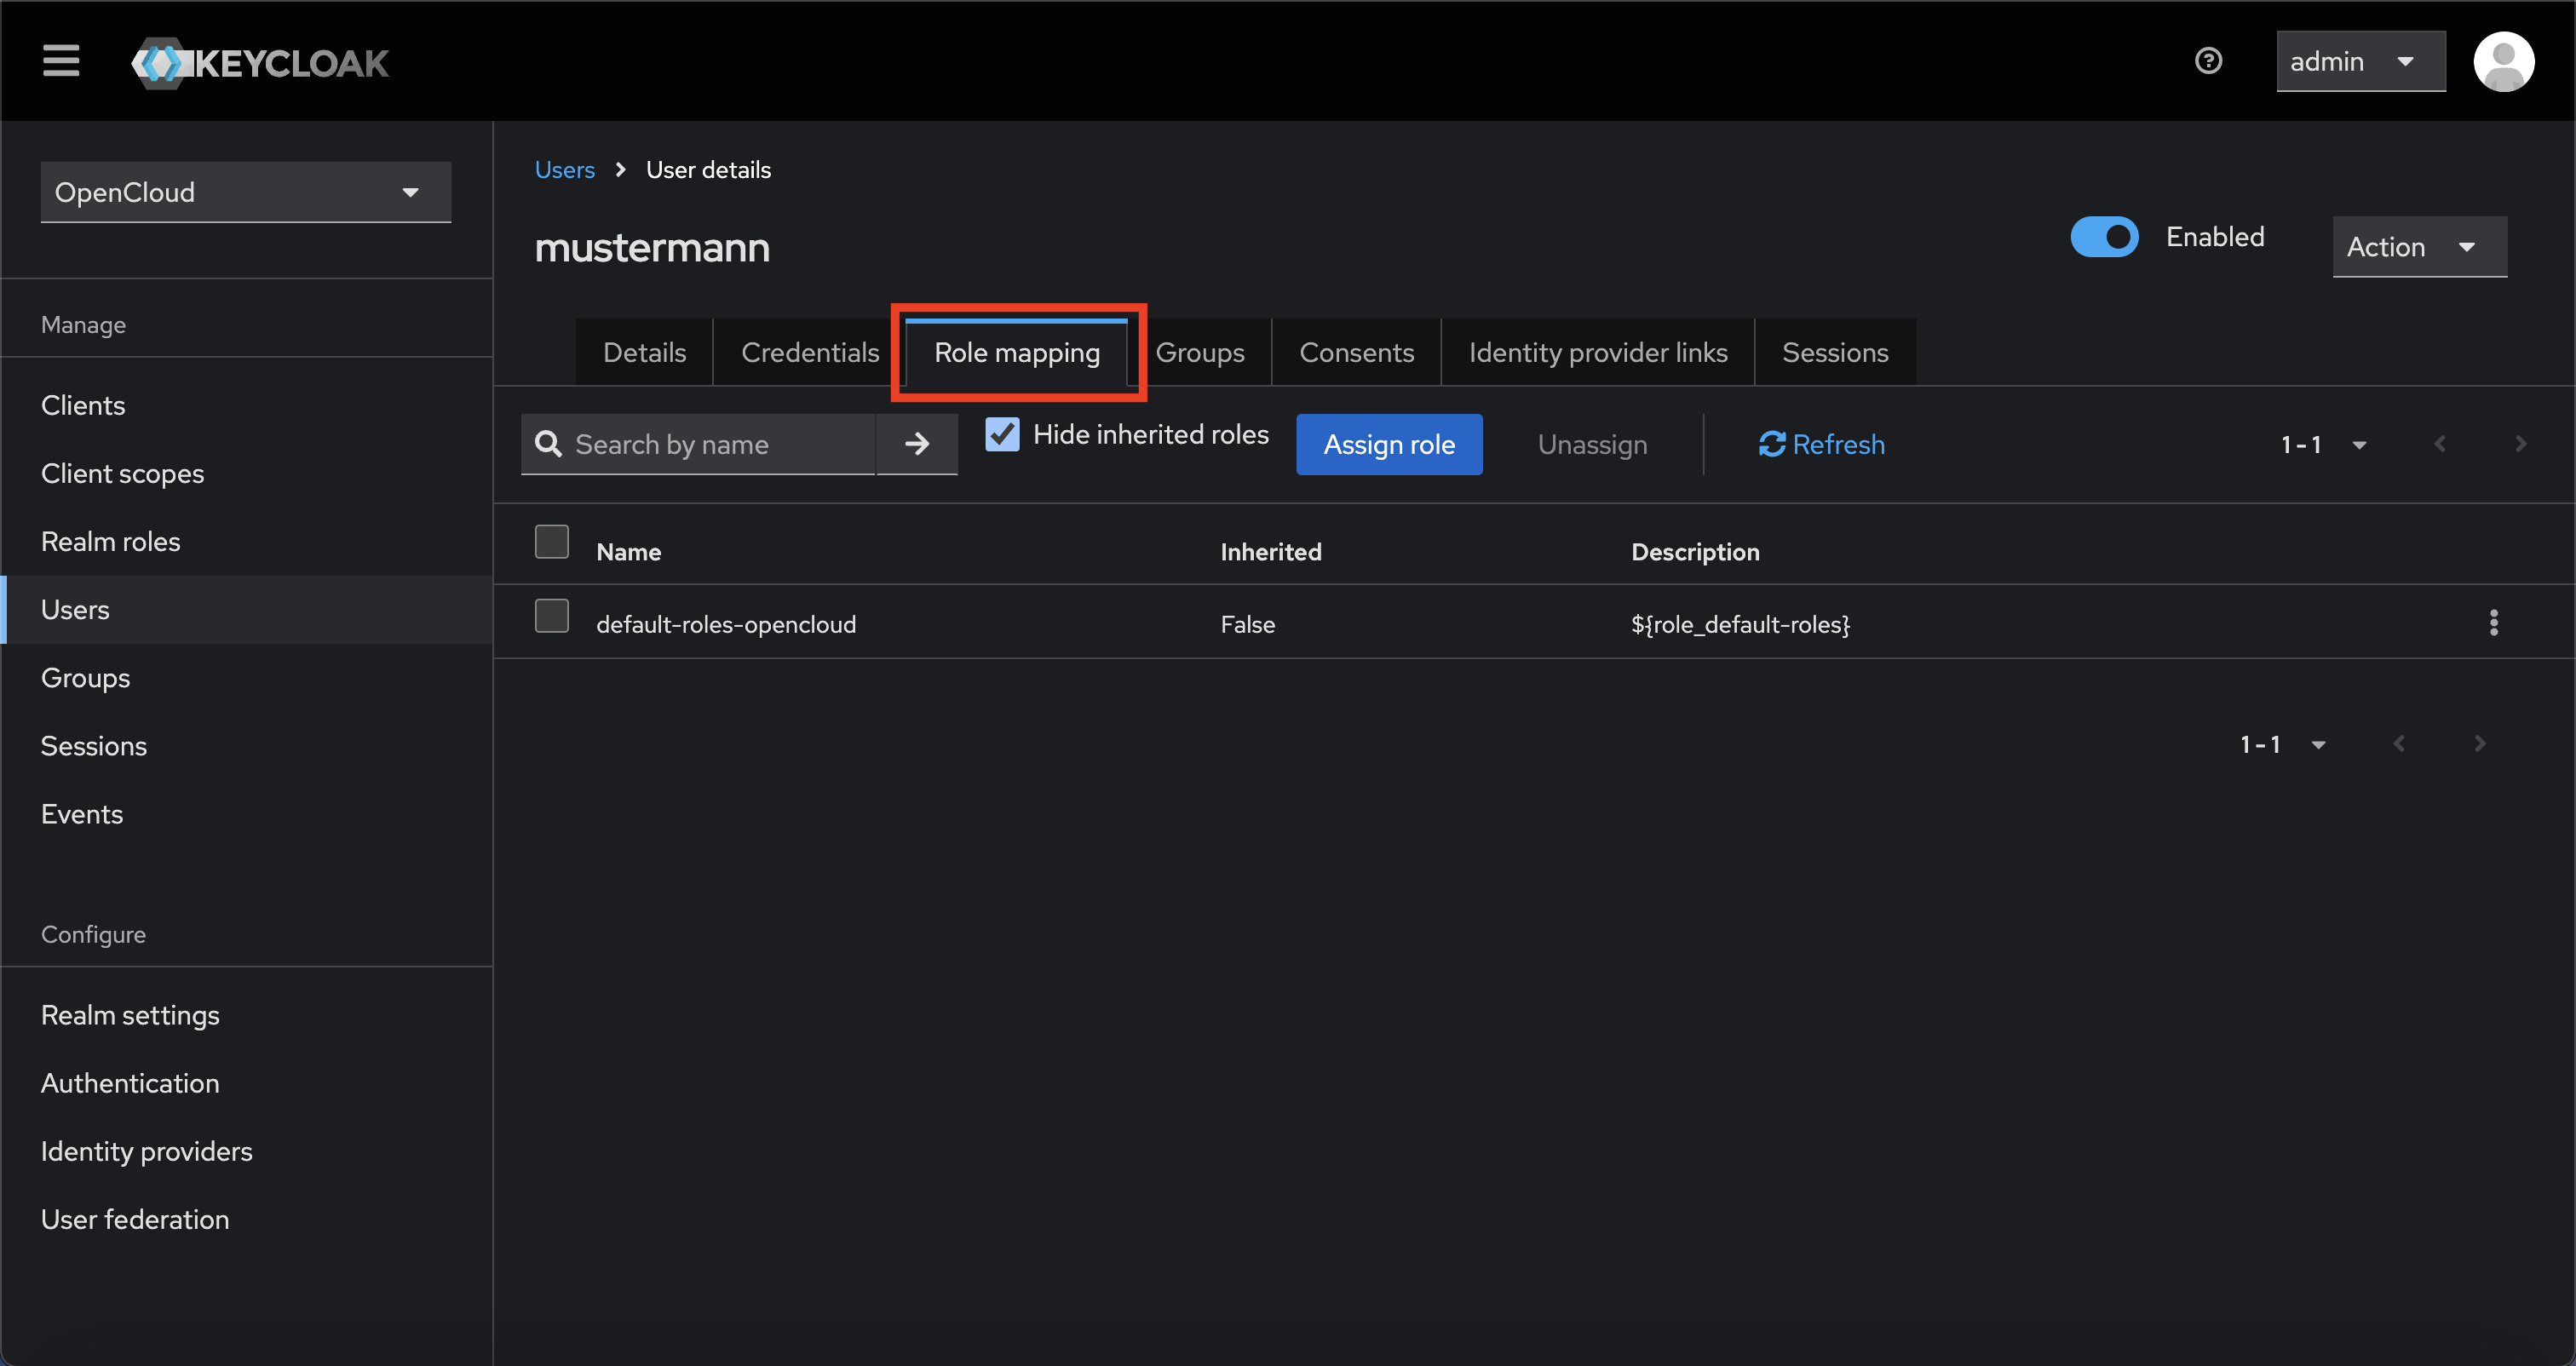 KEYCLOAK
admin
OpenCloud
Manage
Clients
Client scopes
Realm roles
Users
Groups
Sessions
Events
Configure
Realm settings
Authentication
Identity providers
User federation
Users > User details
mustermann
Enabled
Action
Details Credentials Role mapping Groups Consents Identity provider links Sessions
Search by name Hide inherited roles Assign role Unassign Refresh 1 - 1
Name Inherited Description
default-roles-opencloud False ${role_default-roles}
1 - 1